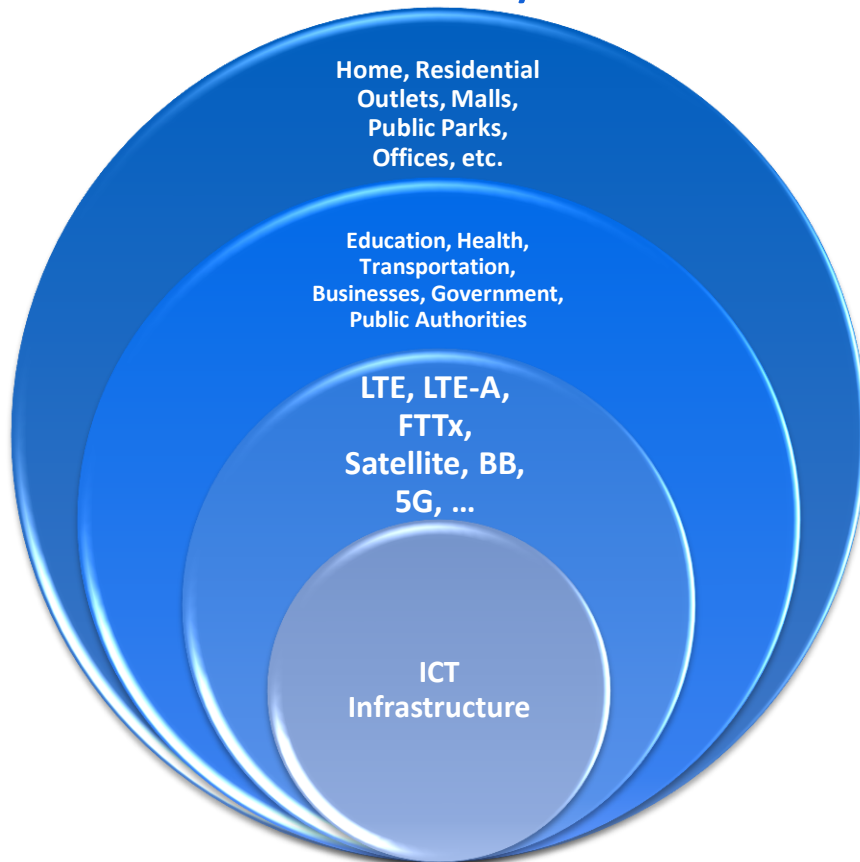 Home, Residential
Outlets, Malls,
Public Parks,
Offices, etc.
Education, Health,
Transportation,
Businesses, Government,
Public Authorities
LTE, LTE-A,
FTTx,
Satellite, BB,
5G, …
ICT
Infrastructure